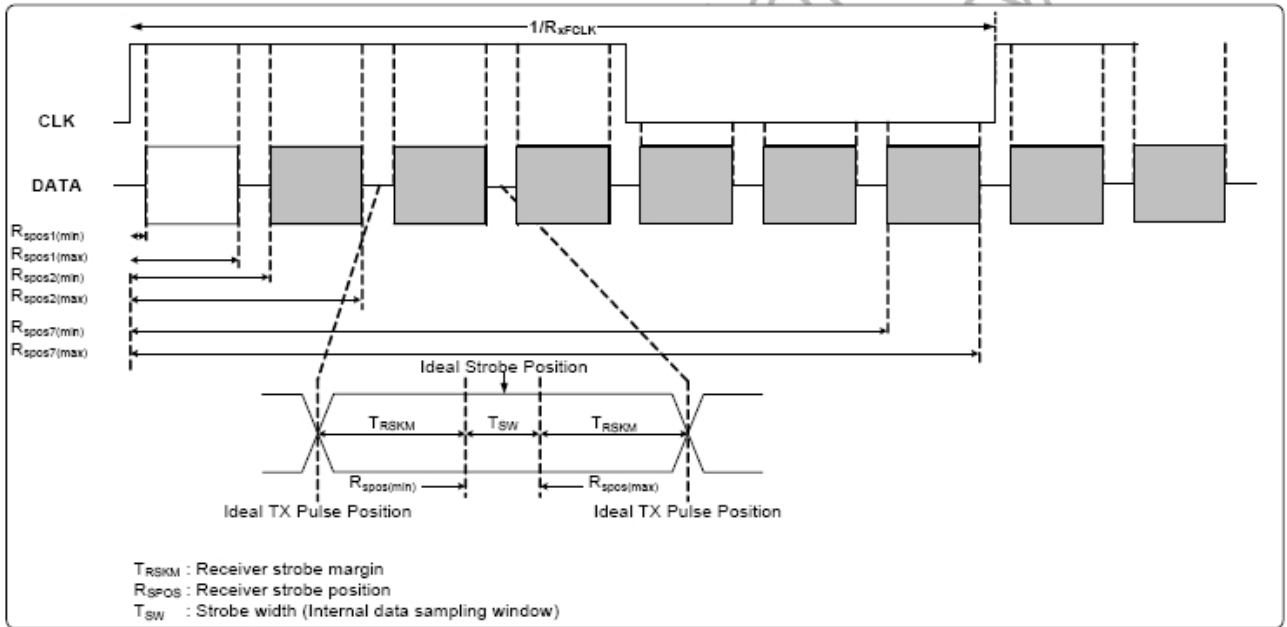 1/RxFCLK
CLK
DATA
Rspos1(min)
Rspos1(max)
Rspos2(min)
Rspos2(max)
Rspos7(min)
Rspos7(max)
Ideal Strobe Position
TRSKM TSW TRSKM
Rspos(min) Rspos(max)
Ideal TX Pulse Position Ideal TX Pulse Position
TRSKM : Receiver strobe margin
RSPOS : Receiver strobe position
TSW : Strobe width (Internal data sampling window)